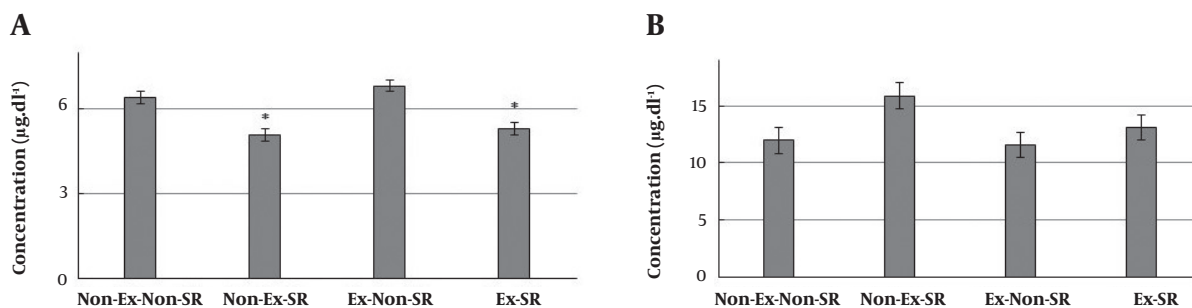 A
Concentration (µg.dl⁻¹)
6
3
0
*
*
Non-Ex-Non-SR Non-Ex-SR Ex-Non-SR Ex-SR
B
Concentration (µg.dl⁻¹)
15
10
5
0
Non-Ex-Non-SR Non-Ex-SR Ex-Non-SR Ex-SR